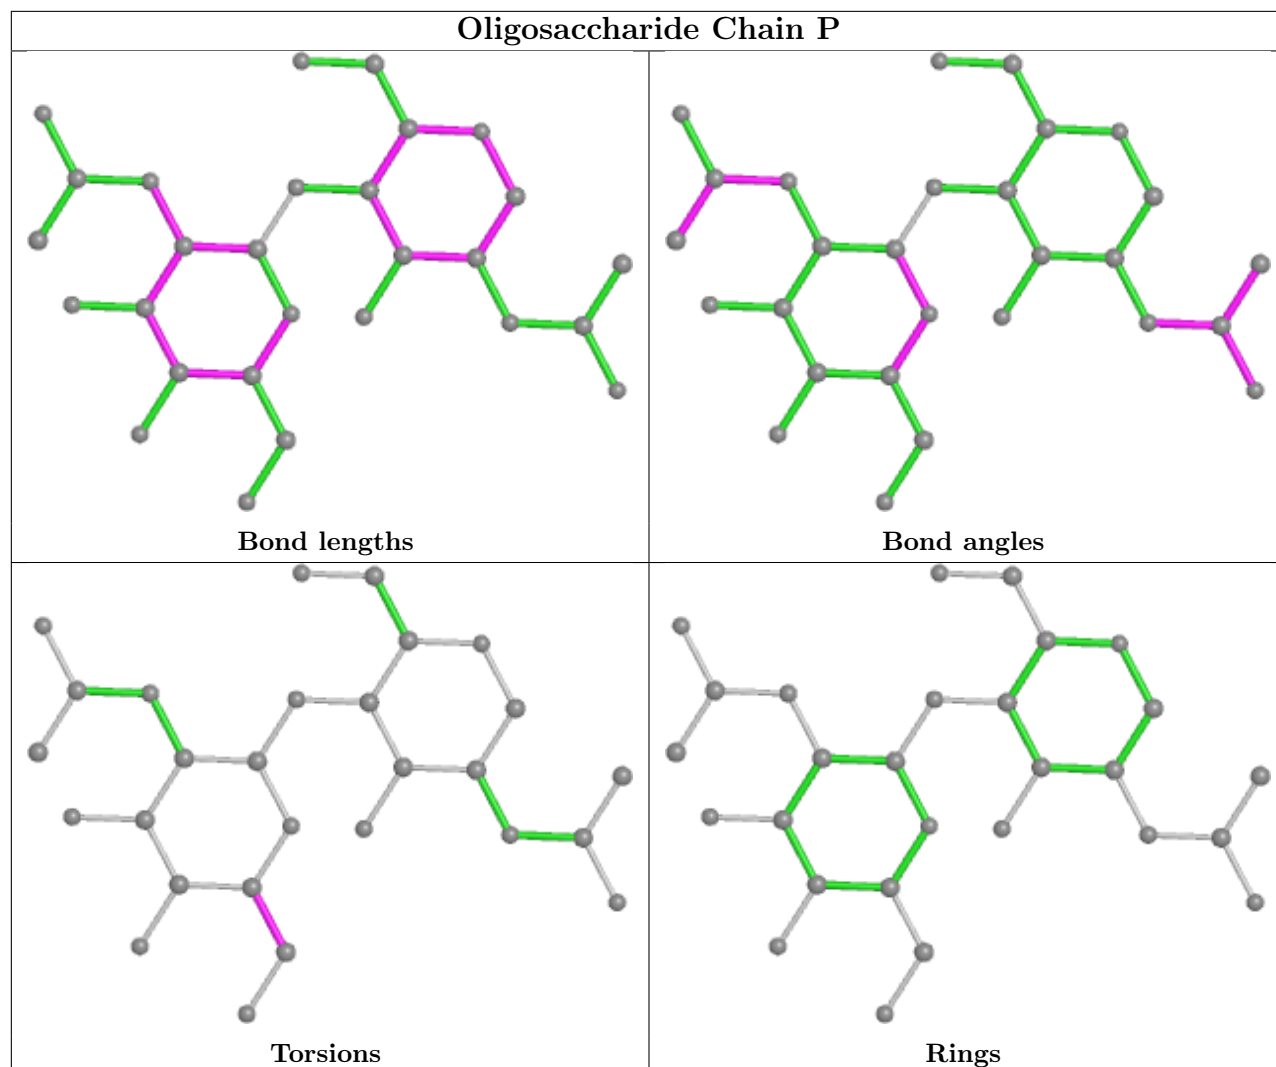 Oligosaccharide Chain P
Bond lengths
Bond angles
Torsions
Rings